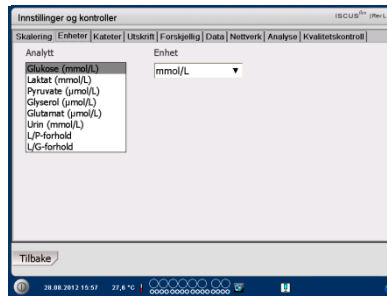 Innstillinger og kontroller
ISCUS Flex | Rev L
Skalering Enheter Kateter Utskrift Forskjellig Data Nettverk Analyse Kvalitetskontroll
Analytt
Enhet
Glukose (mmol/L)
mmol/L
Laktat (mmol/L)
Pyruvate (µmol/L)
Glyserol (µmol/L)
Glutamat (µmol/L)
Urin (mmol/L)
L/P-forhold
L/G-forhold
Tilbake
28.08.2012 15:57 27,6 °C